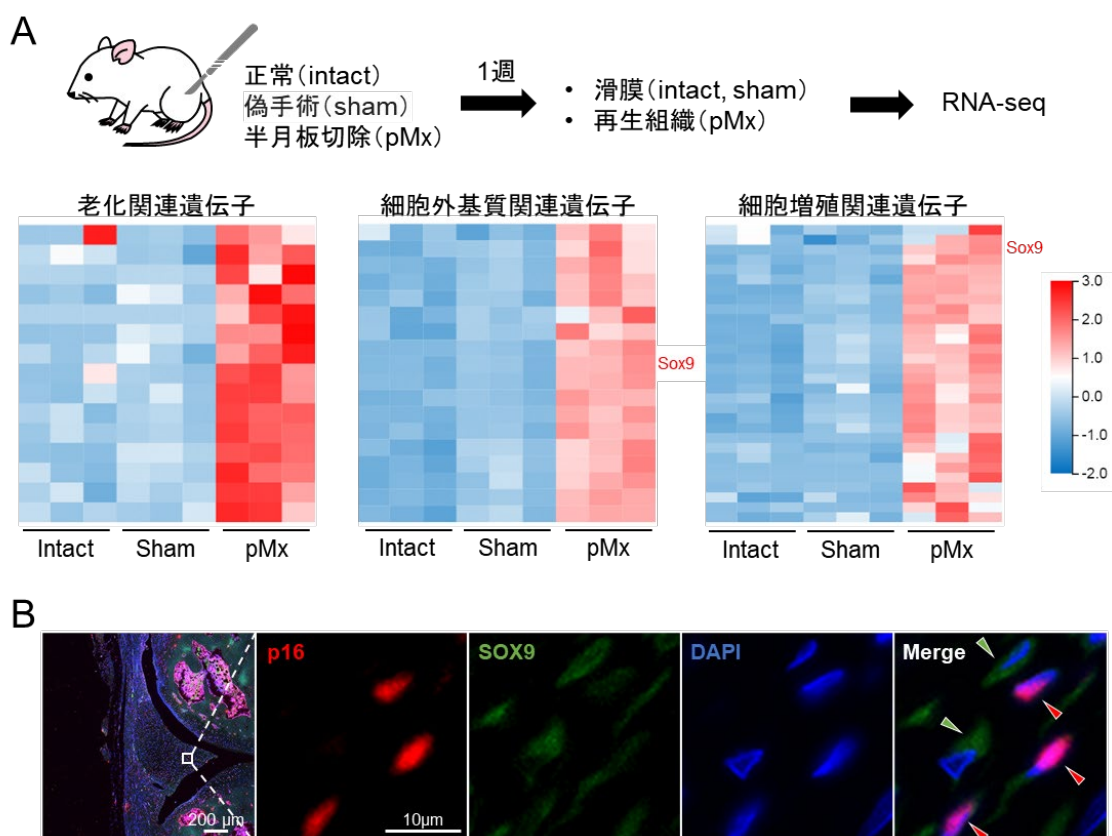 A
正常(intact)
偽手術(sham)
半月板切除(pMx)
1週
• 滑膜(intact, sham)
• 再生組織(pMx)
RNA-seq
老化関連遺伝子
細胞外基質関連遺伝子
細胞増殖関連遺伝子
Sox9
Sox9
3.0
2.0
1.0
0.0
-1.0
-2.0
Intact Sham pMx
Intact Sham pMx
Intact Sham pMx
B
p16
SOX9
DAPI
Merge
200 μm
10μm